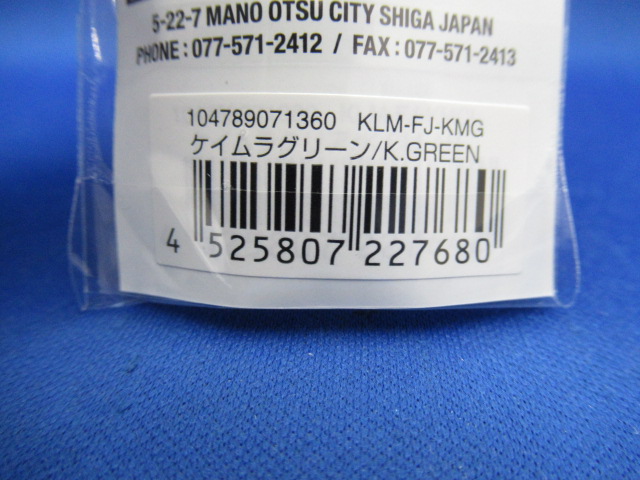 5-22-7 MANO OTSU CITY SHIGA JAPAN
PHONE : 077-571-2412 / FAX : 077-571-2413
104789071360 KLM-FJ-KMG
ケイムラグリーン/K.GREEN
4 525807 227680